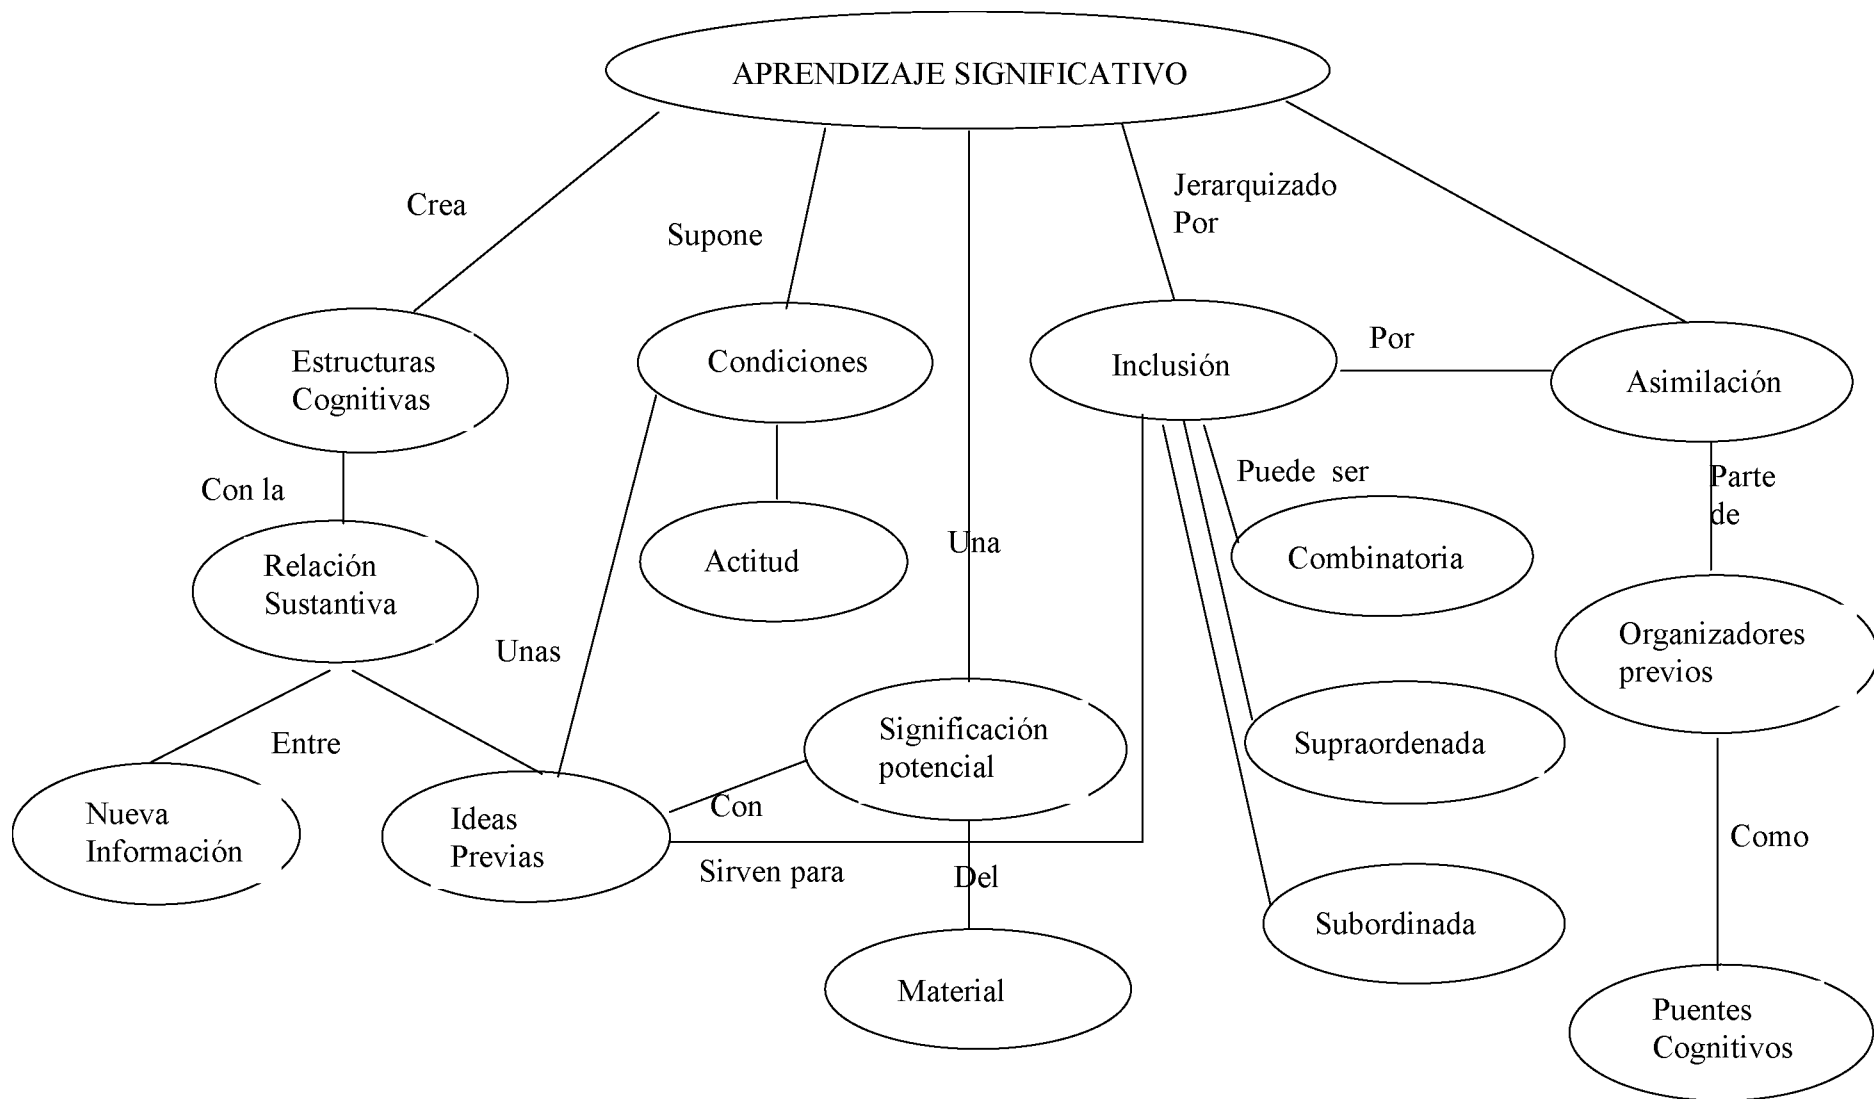 APRENDIZAJE SIGNIFICATIVO
Crea
Supone
Jerarquizado
Por
Estructuras
Cognitivas
Condiciones
Inclusión
Por
Asimilación
Con la
Puede ser
Parte
de
Relación
Sustantiva
Actitud
Una
Combinatoria
Unas
Organizadores
previos
Entre
Significación
potencial
Supraordenada
Nueva
Información
Ideas
Previas
Con
Sirven para
Del
Como
Subordinada
Material
Puentes
Cognitivos